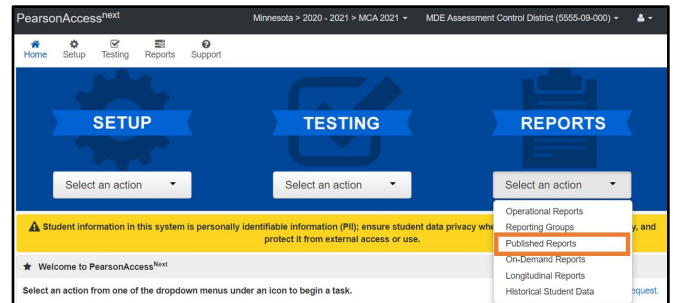 PearsonAccessnext
Minnesota > 2020 - 2021 > MCA 2021
MDE Assessment Control District (5555-09-000)
Home
Setup
Testing
Reports
Support
SETUP
TESTING
REPORTS
Select an action
Select an action
Select an action
Operational Reports
Reporting Groups
Published Reports
On-Demand Reports
Longitudinal Reports
Historical Student Data
Student information in this system is personally identifiable information (PII); ensure student data privacy
y, and
protect it from external access or use.
Welcome to PearsonAccessNext
Select an action from one of the dropdown menus under an icon to begin a task.
equest.